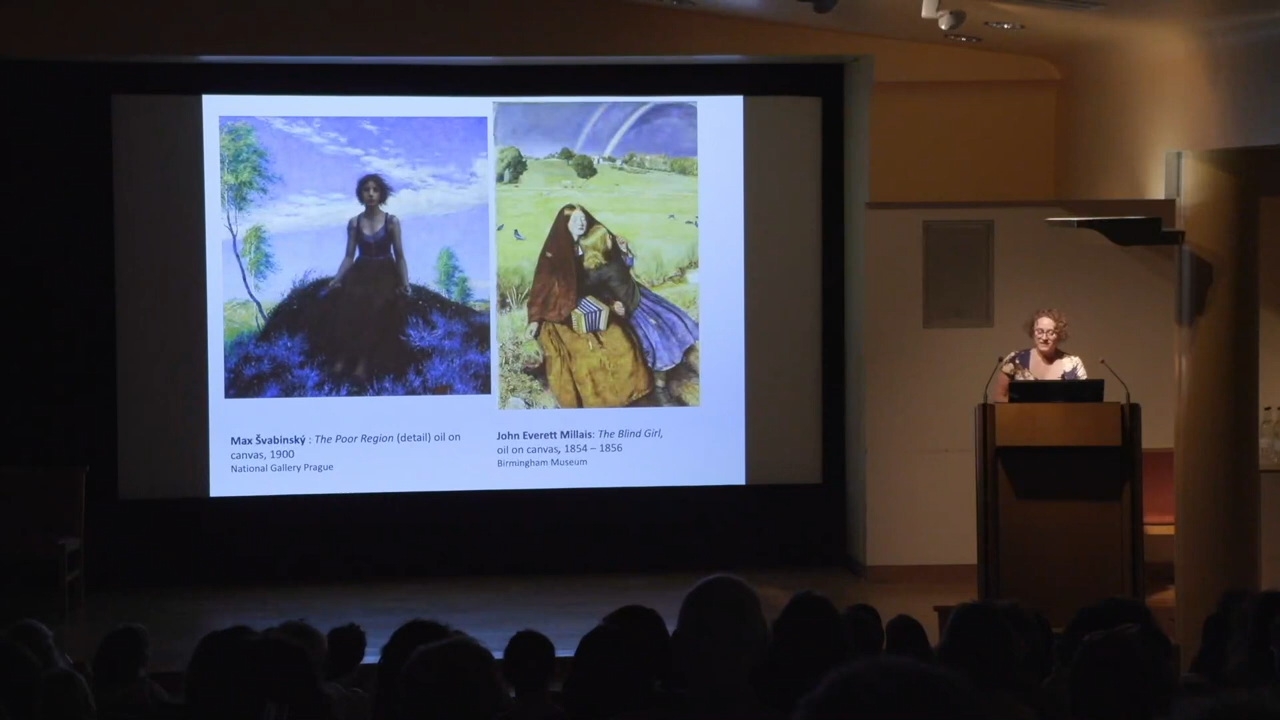 Max Švabinský : The Poor Region (detail) oil on
canvas, 1900
National Gallery Prague
John Everett Millais: The Blind Girl,
oil on canvas, 1854 – 1856
Birmingham Museum